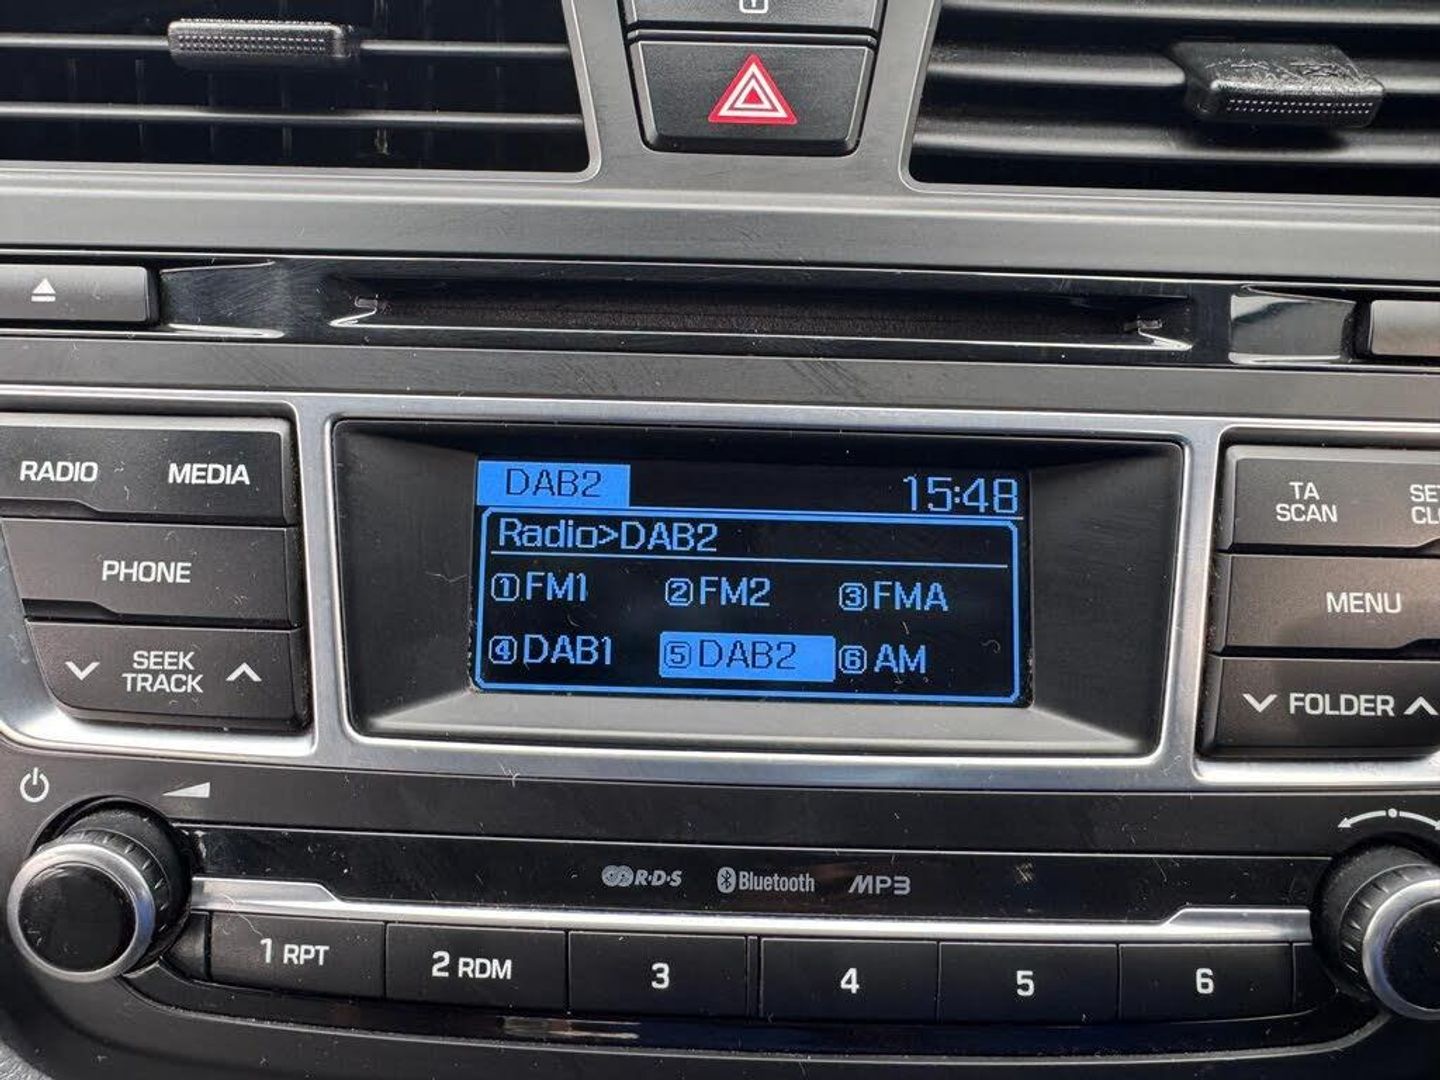 RADIO MEDIA
PHONE
SEEK
TRACK
DAB2 15:48
Radio>DAB2
①FM1 ②FM2 ③FMA
④DAB1 ⑤DAB2 ⑥AM
TA
SCAN
MENU
FOLDER
R·D·S Bluetooth MP3
1 RPT 2 RDM 3 4 5 6